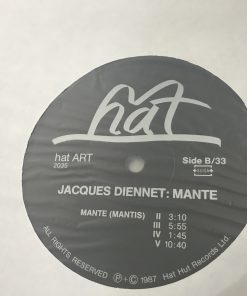 hat
hat ART
2035
Side B/33
JACQUES DIENNET: MANTE
MANTE (MANTIS) II 3:10
III 5:55
IV 1:45
V 10:40
ALL RIGHTS RESERVED Ⓟ+© 1987 Hat Hut Records Ltd.